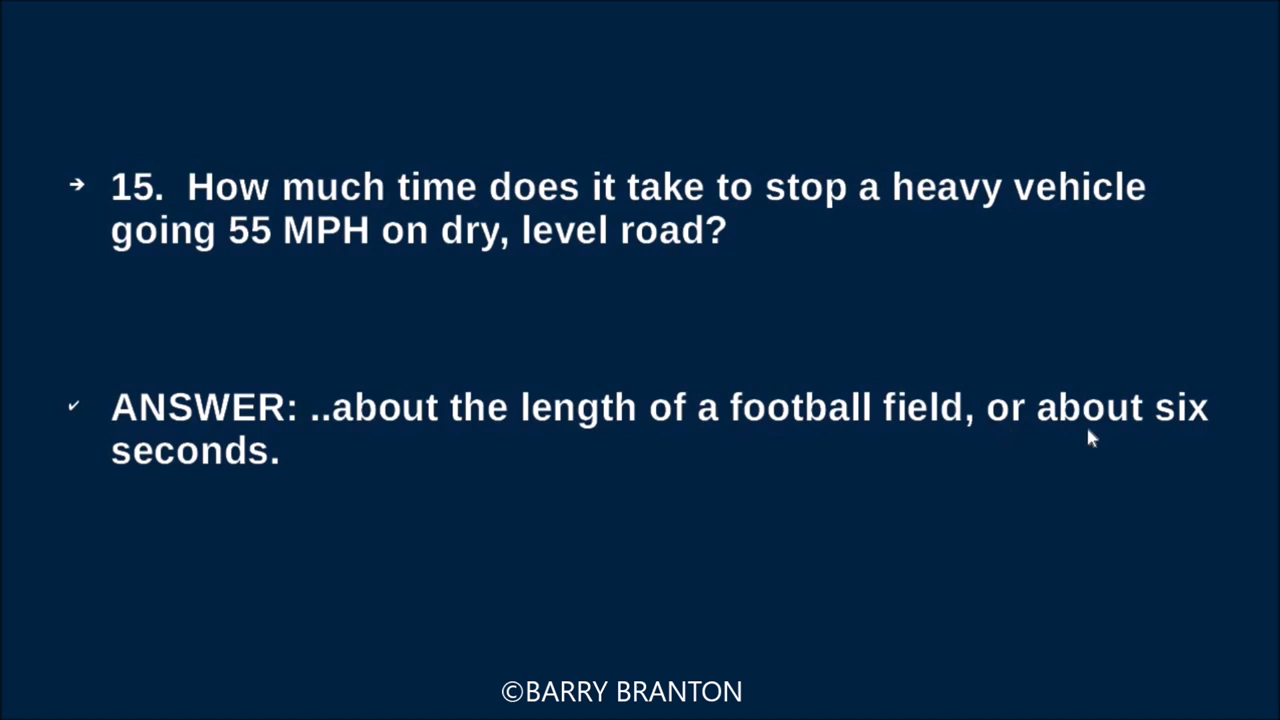 ➔ 15.  How much time does it take to stop a heavy vehicle
going 55 MPH on dry, level road?
✔ ANSWER: ..about the length of a football field, or about six
seconds.
©BARRY BRANTON